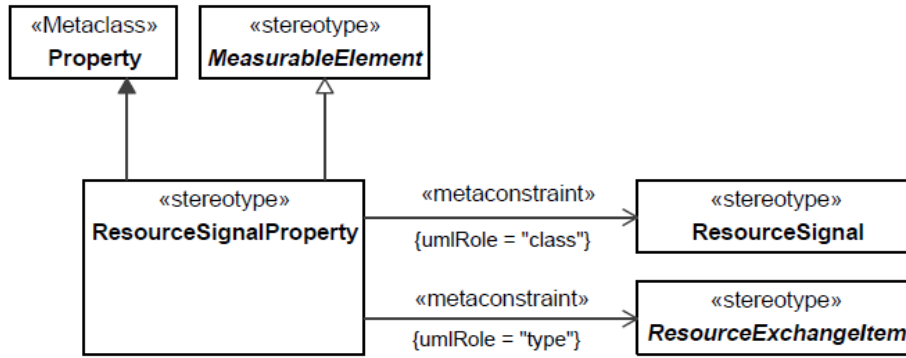 «Metaclass»
Property
«stereotype»
MeasurableElement
«stereotype»
ResourceSignalProperty
«metaconstraint»
{umlRole = "class"}
«stereotype»
ResourceSignal
«metaconstraint»
{umlRole = "type"}
«stereotype»
ResourceExchangeItem